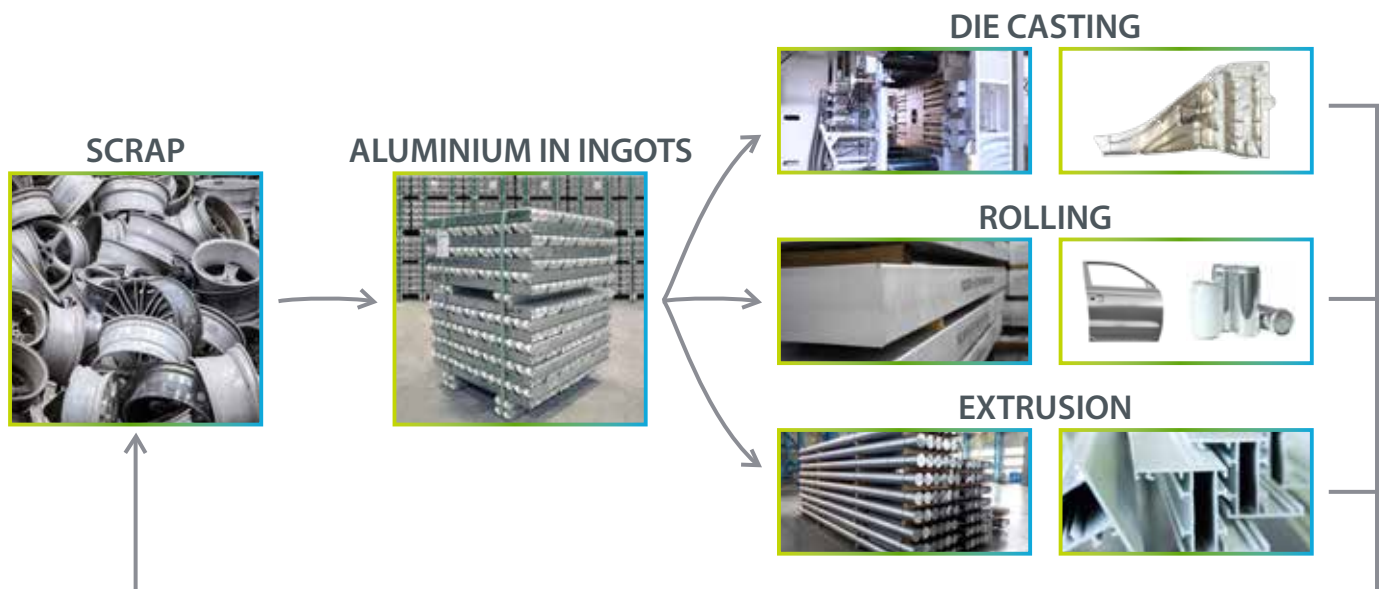 DIE CASTING
SCRAP
ALUMINIUM IN INGOTS
ROLLING
EXTRUSION